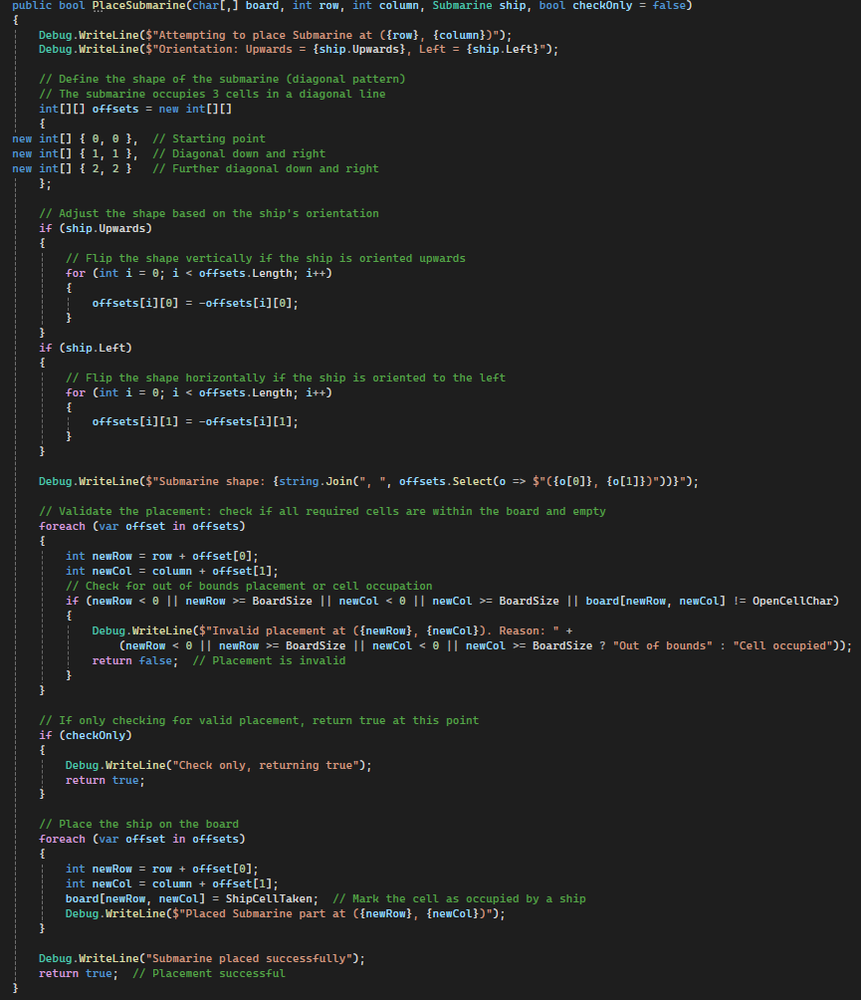 public bool PlaceSubmarine(char[,] board, int row, int column, Submarine ship, bool checkOnly = false)
{
    Debug.WriteLine($"Attempting to place Submarine at ({row}, {column})");
    Debug.WriteLine($"Orientation: Upwards = {ship.Upwards}, Left = {ship.Left}");

    // Define the shape of the submarine (diagonal pattern)
    // The submarine occupies 3 cells in a diagonal line
    int[][] offsets = new int[][]
    {
new int[] { 0, 0 },  // Starting point
new int[] { 1, 1 },  // Diagonal down and right
new int[] { 2, 2 }   // Further diagonal down and right
    };

    // Adjust the shape based on the ship's orientation
    if (ship.Upwards)
    {
        // Flip the shape vertically if the ship is oriented upwards
        for (int i = 0; i < offsets.Length; i++)
        {
            offsets[i][0] = -offsets[i][0];
        }
    }
    if (ship.Left)
    {
        // Flip the shape horizontally if the ship is oriented to the left
        for (int i = 0; i < offsets.Length; i++)
        {
            offsets[i][1] = -offsets[i][1];
        }
    }

    Debug.WriteLine($"Submarine shape: {string.Join(", ", offsets.Select(o => $"({o[0]}, {o[1]})"))}");

    // Validate the placement: check if all required cells are within the board and empty
    foreach (var offset in offsets)
    {
        int newRow = row + offset[0];
        int newCol = column + offset[1];
        // Check for out of bounds placement or cell occupation
        if (newRow < 0 || newRow >= BoardSize || newCol < 0 || newCol >= BoardSize || board[newRow, newCol] != OpenCellChar)
        {
            Debug.WriteLine($"Invalid placement at ({newRow}, {newCol}). Reason: " +
                (newRow < 0 || newRow >= BoardSize || newCol < 0 || newCol >= BoardSize ? "Out of bounds" : "Cell occupied"));
            return false;  // Placement is invalid
        }
    }

    // If only checking for valid placement, return true at this point
    if (checkOnly)
    {
        Debug.WriteLine("Check only, returning true");
        return true;
    }

    // Place the ship on the board
    foreach (var offset in offsets)
    {
        int newRow = row + offset[0];
        int newCol = column + offset[1];
        board[newRow, newCol] = ShipCellTaken;  // Mark the cell as occupied by a ship
        Debug.WriteLine($"Placed Submarine part at ({newRow}, {newCol})");
    }

    Debug.WriteLine("Submarine placed successfully");
    return true;  // Placement successful
}